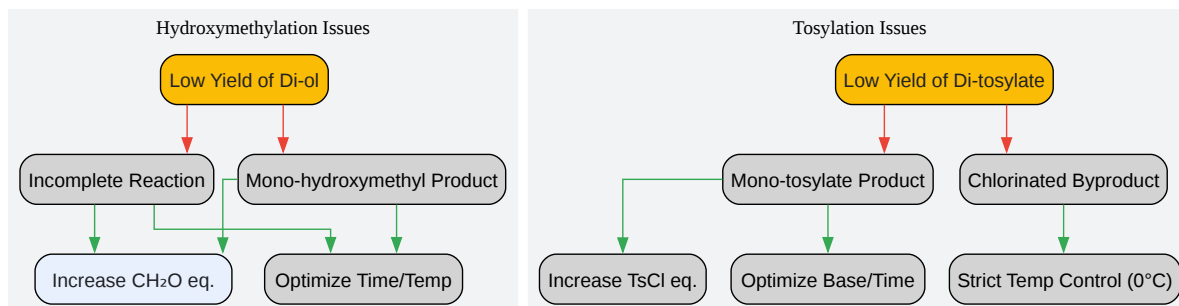 Hydroxymethylation Issues
Low Yield of Di-ol
Incomplete Reaction
Mono-hydroxymethyl Product
Increase CH₂O eq.
Optimize Time/Temp
Tosylation Issues
Low Yield of Di-tosylate
Mono-tosylate Product
Chlorinated Byproduct
Increase TsCl eq.
Optimize Base/Time
Strict Temp Control (0°C)